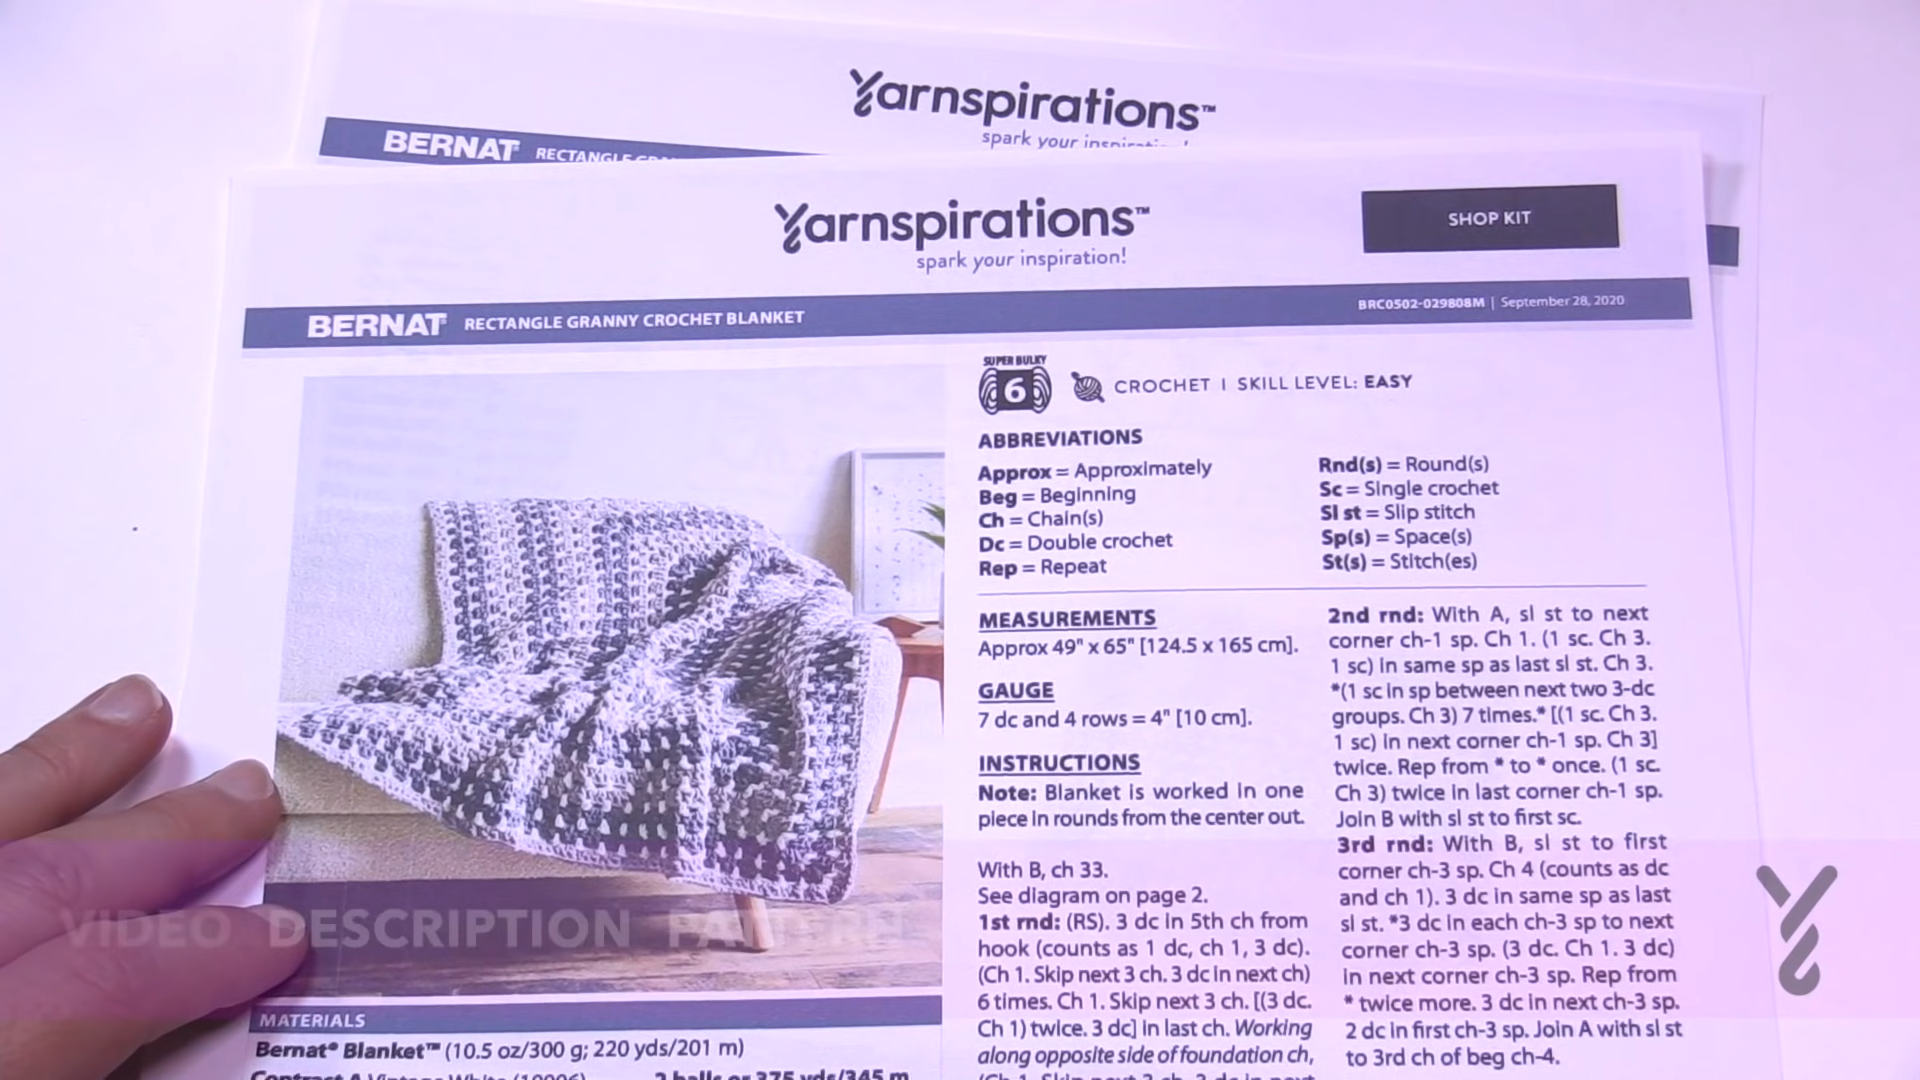 Yarnspirations™
spark your
BERNAT
Yarnspirations™
spark your inspiration!
SHOP KIT
BERNAT RECTANGLE GRANNY CROCHET BLANKET
BRC0502-029808M | September 28, 2020
SUPER BULKY
6
CROCHET I SKILL LEVEL: EASY
ABBREVIATIONS
Approx = Approximately
Beg = Beginning
Ch = Chain(s)
Dc = Double crochet
Rep = Repeat
Rnd(s) = Round(s)
Sc = Single crochet
Sl st = Slip stitch
Sp(s) = Space(s)
St(s) = Stitch(es)
MEASUREMENTS
Approx 49" x 65" [124.5 x 165 cm].
GAUGE
7 dc and 4 rows = 4" [10 cm].
INSTRUCTIONS
Note: Blanket is worked in one
piece in rounds from the center out.
With B, ch 33.
See diagram on page 2.
1st rnd: (RS). 3 dc in 5th ch from
hook (counts as 1 dc, ch 1, 3 dc).
(Ch 1. Skip next 3 ch. 3 dc in next ch)
6 times. Ch 1. Skip next 3 ch. [(3 dc.
Ch 1) twice. 3 dc] in last ch. Working
along opposite side of foundation ch,
2nd rnd: With A, sl st to next
corner ch-1 sp. Ch 1. (1 sc. Ch 3.
1 sc) in same sp as last sl st. Ch 3.
*(1 sc in sp between next two 3-dc
groups. Ch 3) 7 times.* [(1 sc. Ch 3.
1 sc) in next corner ch-1 sp. Ch 3]
twice. Rep from * to * once. (1 sc.
Ch 3) twice in last corner ch-1 sp.
Join B with sl st to first sc.
3rd rnd: With B, sl st to first
corner ch-3 sp. Ch 4 (counts as dc
and ch 1). 3 dc in same sp as last
sl st. *3 dc in each ch-3 sp to next
corner ch-3 sp. (3 dc. Ch 1. 3 dc)
in next corner ch-3 sp. Rep from
* twice more. 3 dc in next ch-3 sp.
2 dc in first ch-3 sp. Join A with sl st
to 3rd ch of beg ch-4.
VIDEO DESCRIPTION PATTERN
MATERIALS
Bernat® Blanket™ (10.5 oz/300 g; 220 yds/201 m)